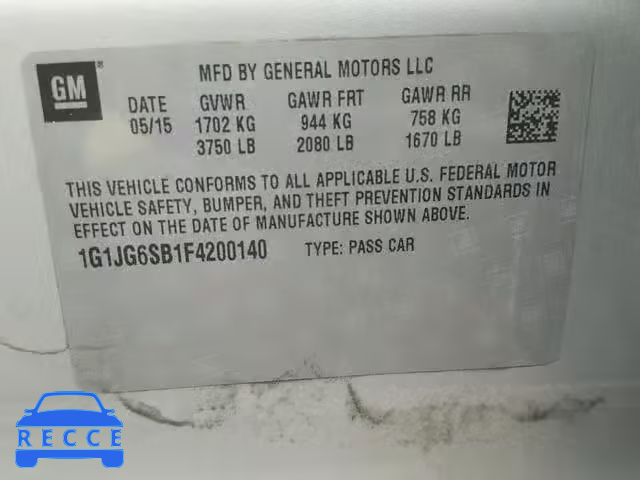 GM ®
MFD BY GENERAL MOTORS LLC
DATE GVWR GAWR FRT GAWR RR
05/15 1702 KG 944 KG 758 KG
3750 LB 2080 LB 1670 LB
THIS VEHICLE CONFORMS TO ALL APPLICABLE U.S. FEDERAL MOTOR
VEHICLE SAFETY, BUMPER, AND THEFT PREVENTION STANDARDS IN
EFFECT ON THE DATE OF MANUFACTURE SHOWN ABOVE.
1G1JG6SB1F4200140 TYPE: PASS CAR
RECCE